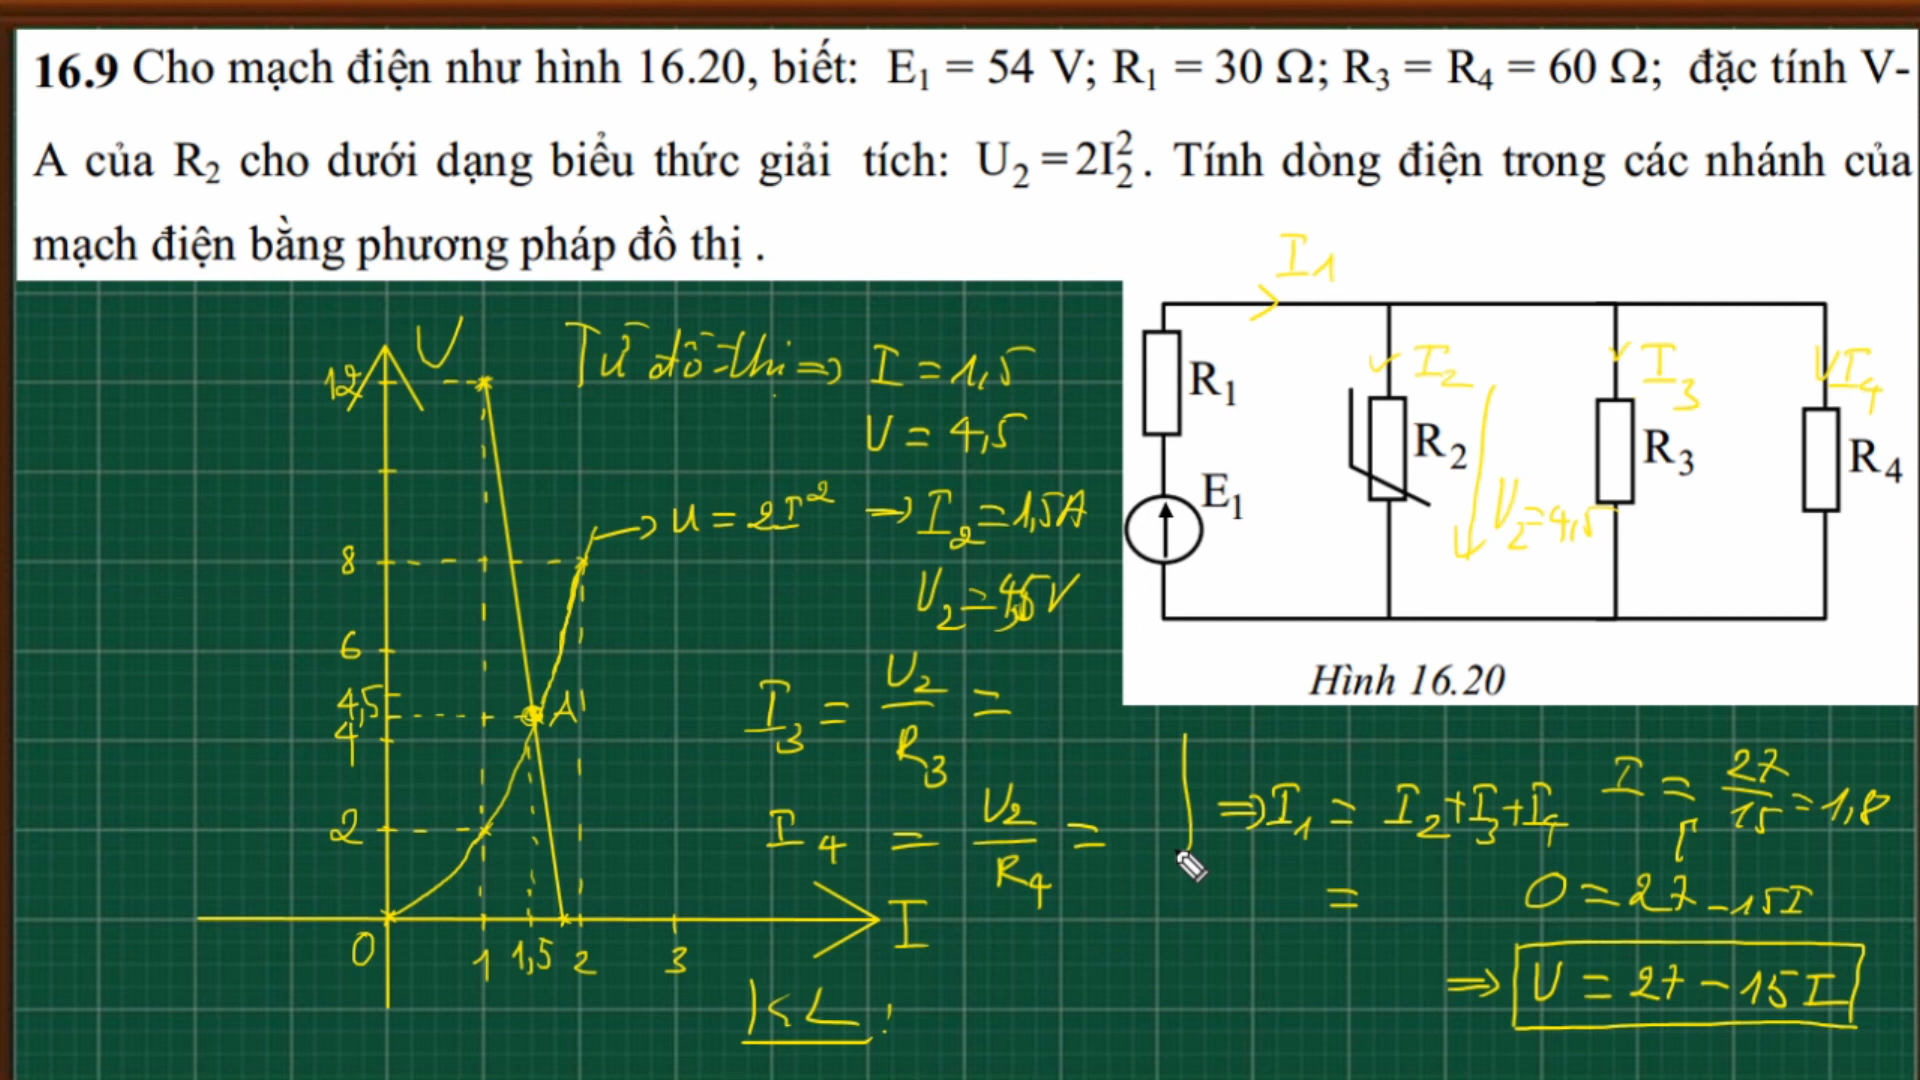 16.9 Cho mạch điện như hình 16.20, biết: E₁ = 54 V; R₁ = 30 Ω; R₃ = R₄ = 60 Ω; đặc tính V-
A của R₂ cho dưới dạng biểu thức giải tích: U₂ = 2I₂². Tính dòng điện trong các nhánh của
mạch điện bằng phương pháp đồ thị .
I₁
R₁
E₁
I₂
R₂
U₂=4,5
I₃
R₃
I₄
R₄
Hình 16.20
U
12
8
6
4,5
4
2
0
1
1,5
2
3
I
A
Từ đồ thị ⇒ I = 1,5
U = 4,5
u = 2I² ⇒ I₂ = 1,5A
U₂ = 4,5V
I₃ = U₂/R₃ =
I₄ = U₂/R₄ =
⇒ I₁ = I₂+I₃+I₄
=
I = 27/15 = 1,8
0 = 27 - 15I
⇒ U = 27 - 15I
KL: